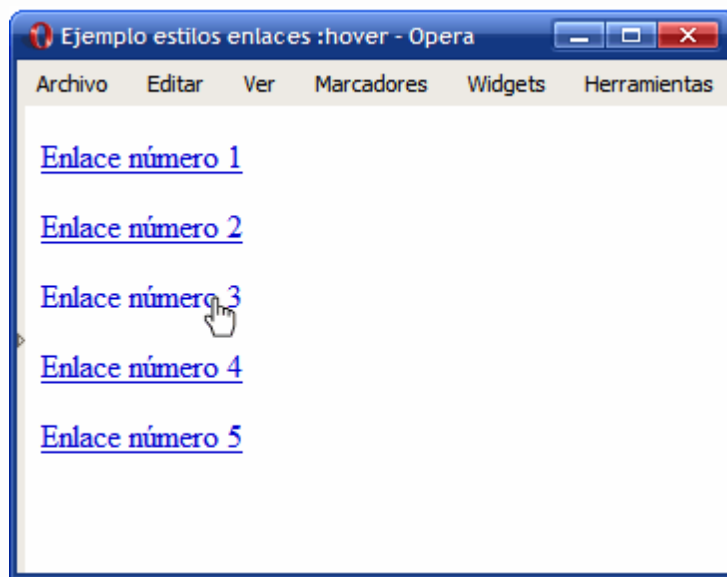 Ejemplo estilos enlaces :hover - Opera
Archivo Editar Ver Marcadores Widgets Herramientas
Enlace número 1
Enlace número 2
Enlace número 3
Enlace número 4
Enlace número 5